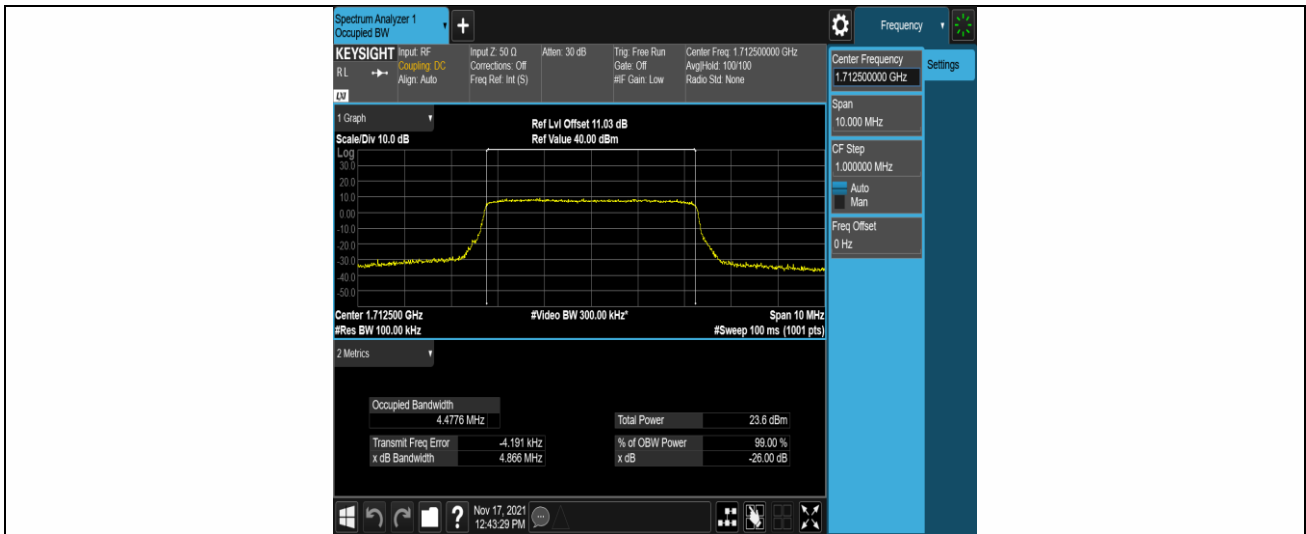 Spectrum Analyzer 1
Occupied BW
+
Frequency
KEYSIGHT Input: RF Input Z: 50 Ω Atten: 30 dB Trig: Free Run Center Freq: 1.712500000 GHz
RL Coupling: DC Corrections: Off Gate: Off Avg|Hold: 100/100
Align: Auto Freq Ref: Int (S) #IF Gain: Low Radio Std: None
LXI
Center Frequency
1.712500000 GHz
Settings
Span
10.000 MHz
CF Step
1.000000 MHz
Auto
Man
Freq Offset
0 Hz
1 Graph
Ref Lvl Offset 11.03 dB
Scale/Div 10.0 dB Ref Value 40.00 dBm
Log
30.0
20.0
10.0
0.00
-10.0
-20.0
-30.0
-40.0
-50.0
Center 1.712500 GHz #Video BW 300.00 kHz* Span 10 MHz
#Res BW 100.00 kHz #Sweep 100 ms (1001 pts)
2 Metrics
Occupied Bandwidth
4.4776 MHz Total Power 23.6 dBm
Transmit Freq Error -4.191 kHz % of OBW Power 99.00 %
x dB Bandwidth 4.866 MHz x dB -26.00 dB
? Nov 17, 2021
12:43:29 PM